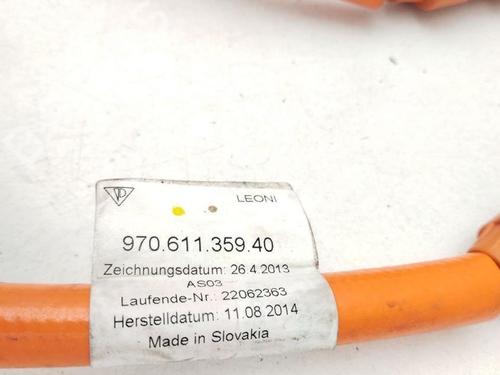 LEONI
970.611.359.40
Zeichnungsdatum: 26.4.2013
AS03
Laufende-Nr.: 22062363
Herstelldatum: 11.08.2014
Made in Slovakia